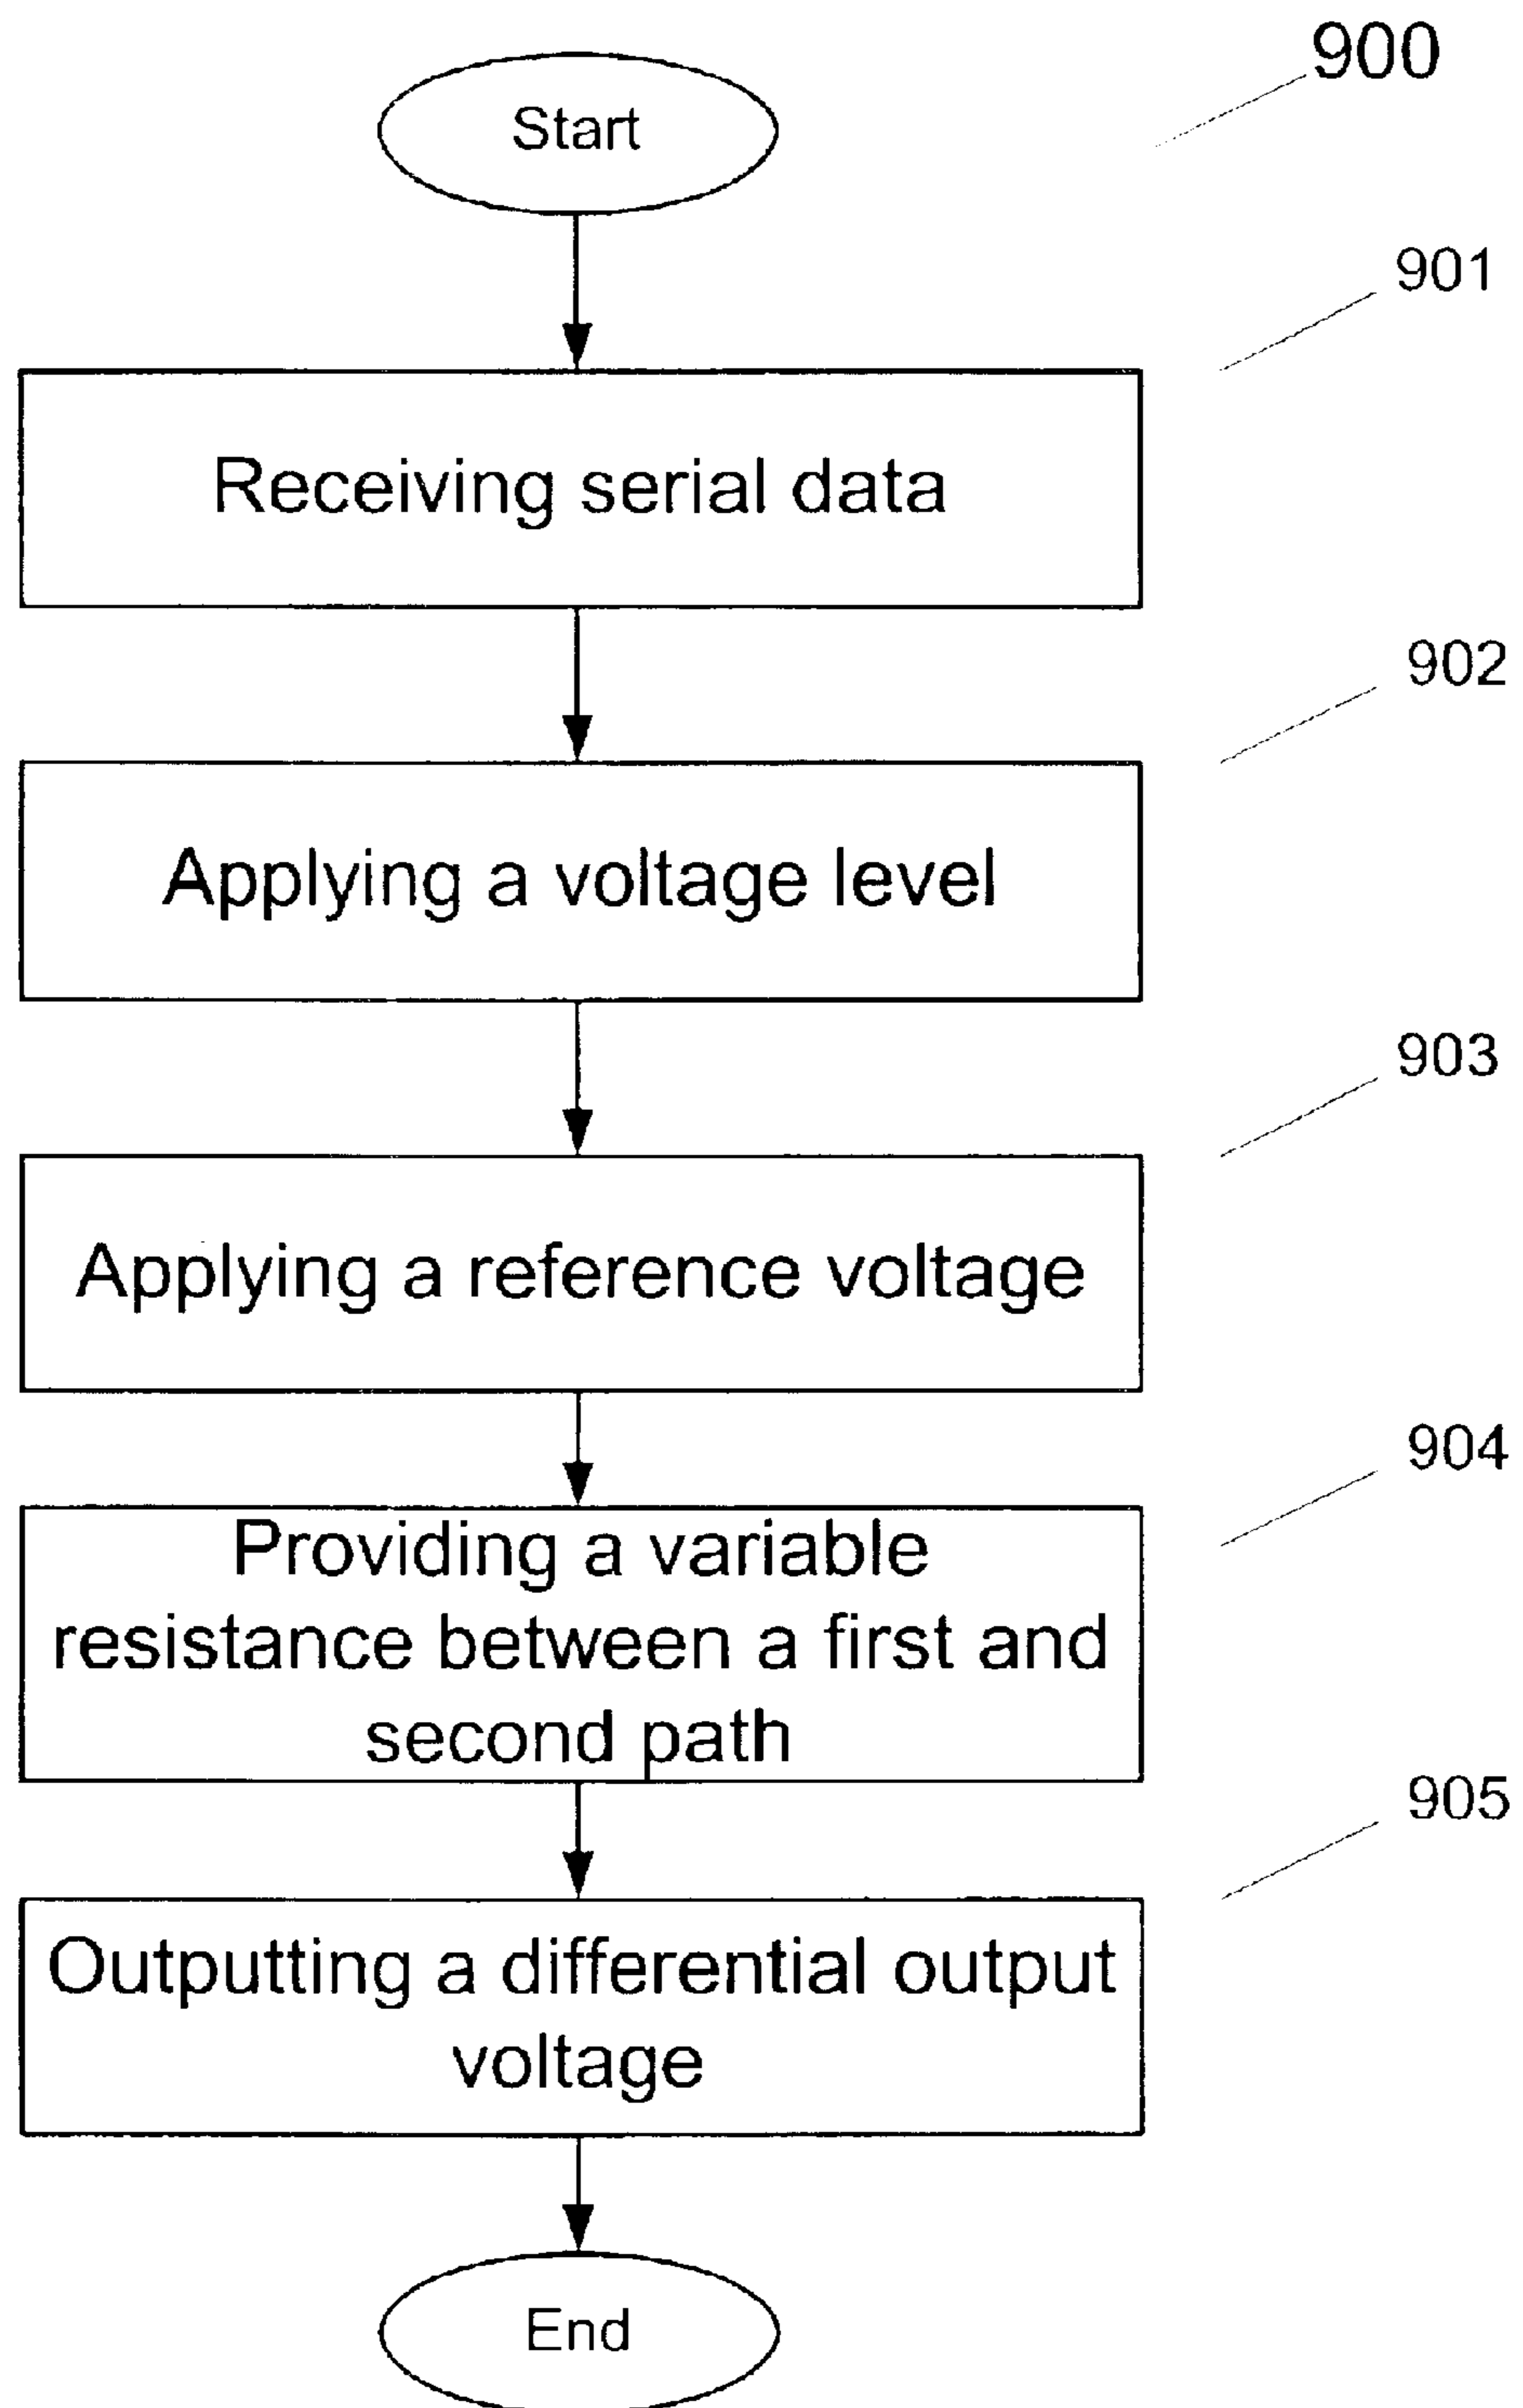 900
Start
901
Receiving serial data
902
Applying a voltage level
903
Applying a reference voltage
904
Providing a variable
resistance between a first and
second path
905
Outputting a differential output
voltage
End